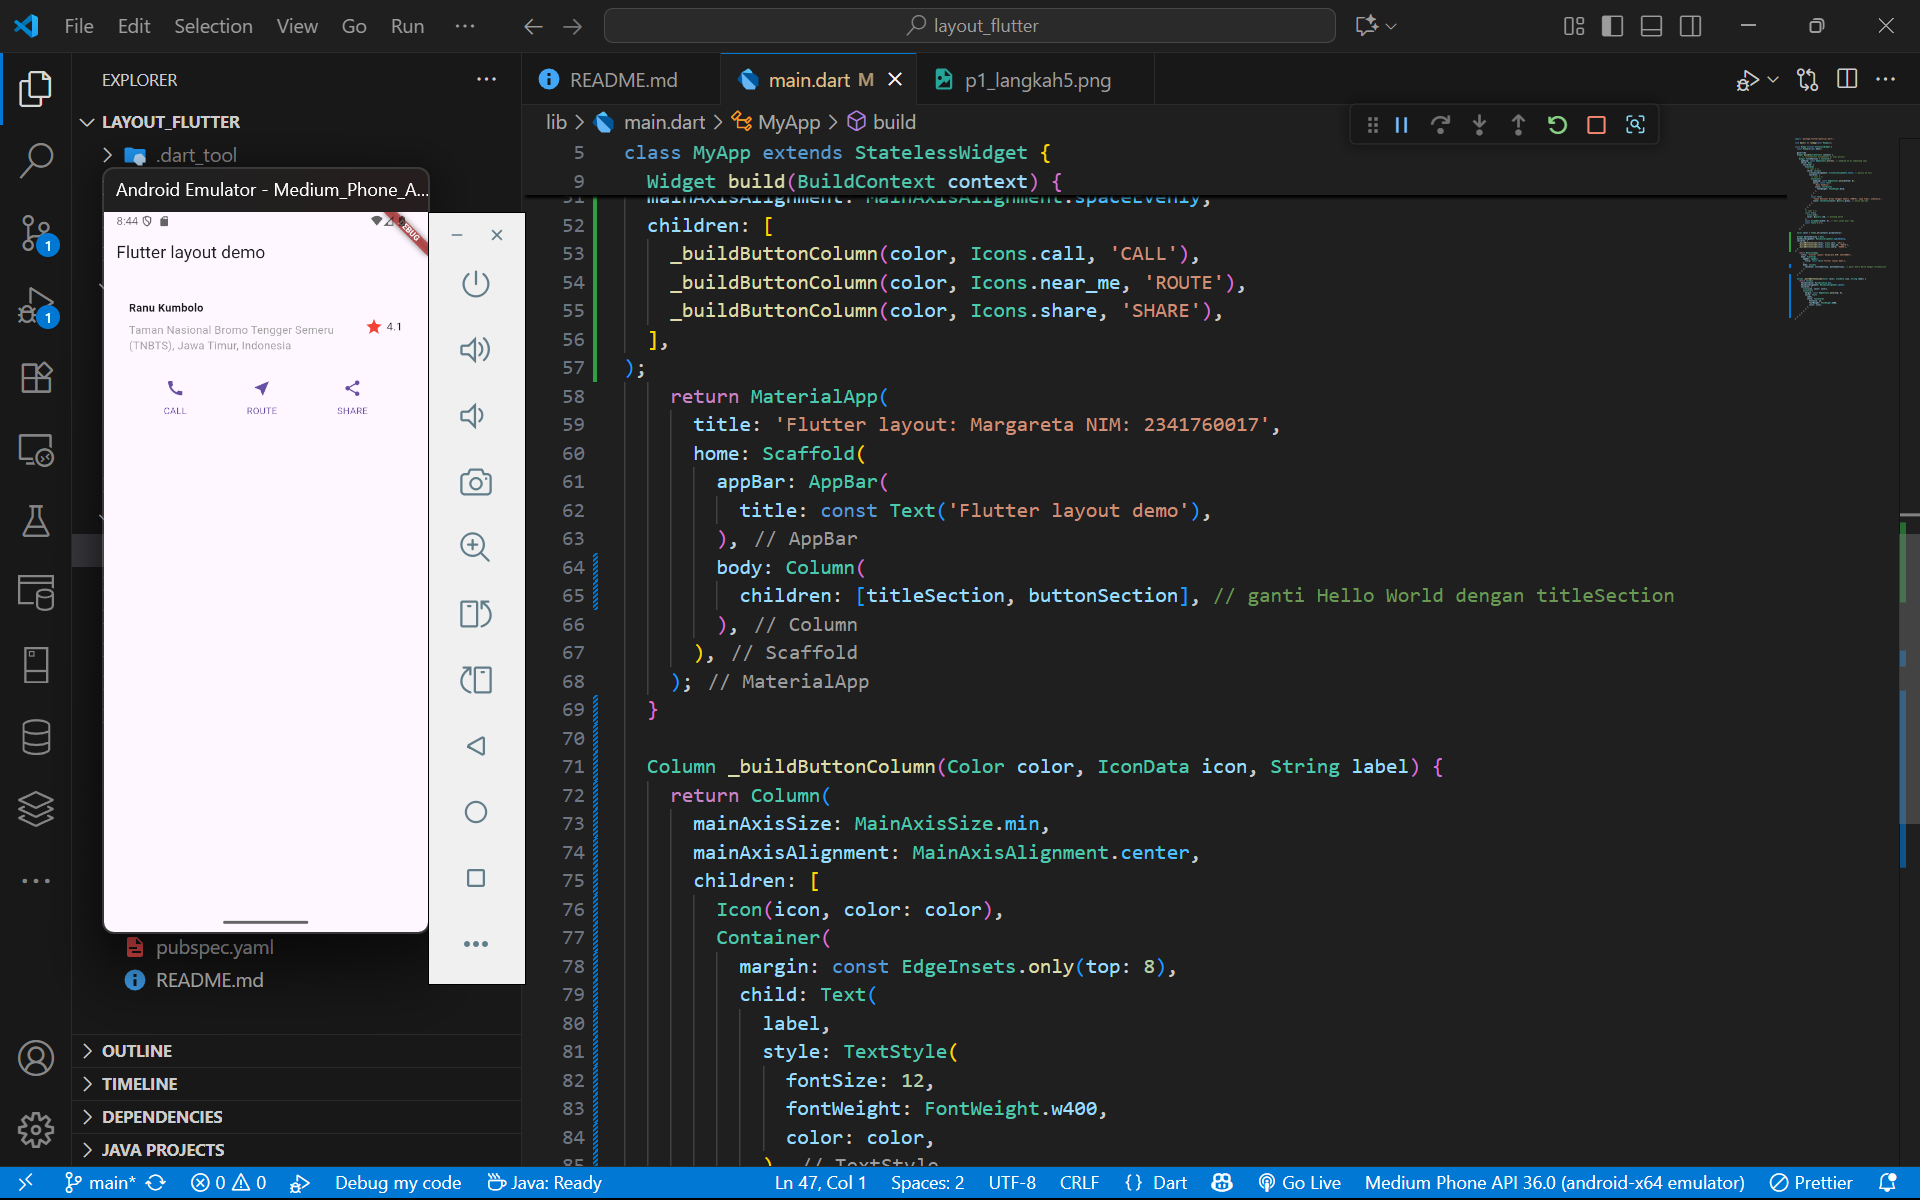 File Edit Selection View Go Run
layout_flutter
EXPLORER
README.md
main.dart M
p1_langkah5.png
LAYOUT_FLUTTER
.dart_tool
lib > main.dart > MyApp > build
Android Emulator - Medium_Phone_A...
8:44
DEBUG
Flutter layout demo
Ranu Kumbolo
Taman Nasional Bromo Tengger Semeru
(TNBTS), Jawa Timur, Indonesia
4.1
CALL ROUTE SHARE
1
1
pubspec.yaml
README.md
OUTLINE
TIMELINE
DEPENDENCIES
JAVA PROJECTS
5 class MyApp extends StatelessWidget {
9 Widget build(BuildContext context) {
51 mainAxisAlignment: MainAxisAlignment.spaceEvenly,
52 children: [
53 _buildButtonColumn(color, Icons.call, 'CALL'),
54 _buildButtonColumn(color, Icons.near_me, 'ROUTE'),
55 _buildButtonColumn(color, Icons.share, 'SHARE'),
56 ],
57 );
58 return MaterialApp(
59 title: 'Flutter layout: Margareta NIM: 2341760017',
60 home: Scaffold(
61 appBar: AppBar(
62 title: const Text('Flutter layout demo'),
63 ), // AppBar
64 body: Column(
65 children: [titleSection, buttonSection], // ganti Hello World dengan titleSection
66 ), // Column
67 ), // Scaffold
68 ); // MaterialApp
69 }
70
71 Column _buildButtonColumn(Color color, IconData icon, String label) {
72 return Column(
73 mainAxisSize: MainAxisSize.min,
74 mainAxisAlignment: MainAxisAlignment.center,
75 children: [
76 Icon(icon, color: color),
77 Container(
78 margin: const EdgeInsets.only(top: 8),
79 child: Text(
80 label,
81 style: TextStyle(
82 fontSize: 12,
83 fontWeight: FontWeight.w400,
84 color: color,
85 ), // TextStyle
main* 0 0 Debug my code Java: Ready Ln 47, Col 1 Spaces: 2 UTF-8 CRLF {} Dart Go Live Medium Phone API 36.0 (android-x64 emulator) Prettier